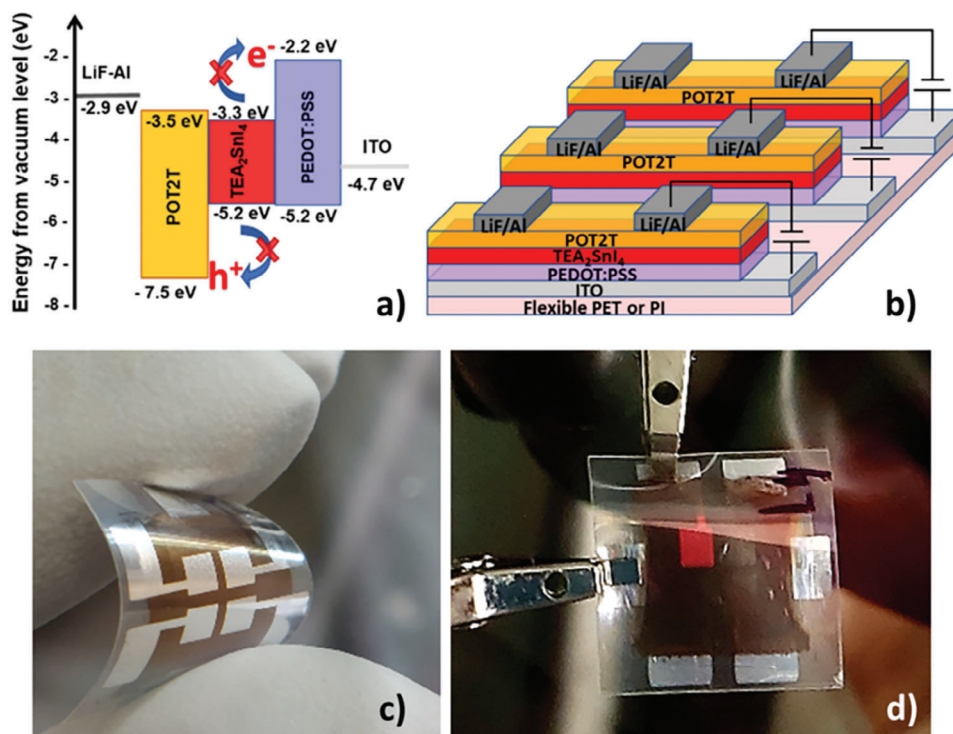 Energy from vacuum level (eV)
-2 -
-3 -
-4 -
-5 -
-6 -
-7 -
-8 -
LiF-Al
-2.9 eV
-3.5 eV
POT2T
- 7.5 eV
-3.3 eV
TEA₂SnI₄
-5.2 eV
e⁻
h⁺
-2.2 eV
PEDOT:PSS
-5.2 eV
ITO
-4.7 eV
a)
LiF/Al
LiF/Al
POT2T
LiF/Al
LiF/Al
POT2T
LiF/Al
LiF/Al
POT2T
TEA₂SnI₄
PEDOT:PSS
ITO
Flexible PET or PI
b)
c)
d)